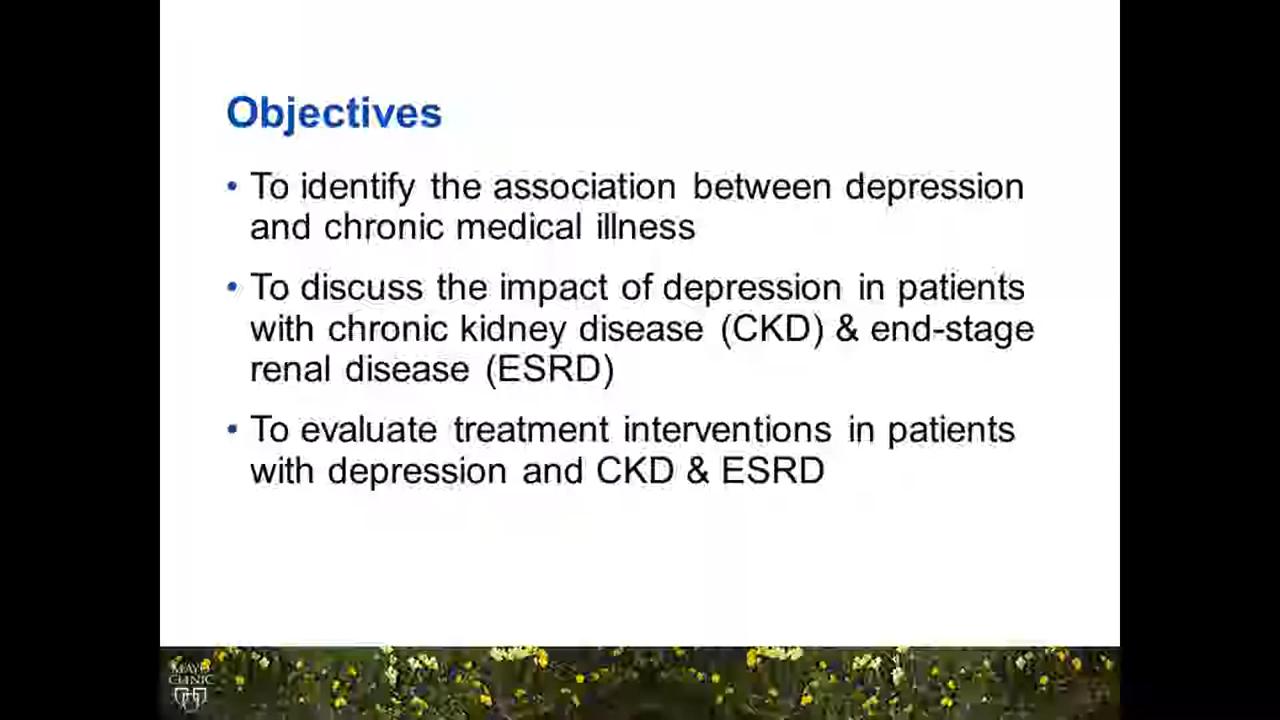 Objectives
• To identify the association between depression
and chronic medical illness
• To discuss the impact of depression in patients
with chronic kidney disease (CKD) & end-stage
renal disease (ESRD)
• To evaluate treatment interventions in patients
with depression and CKD & ESRD
MAYO
CLINIC